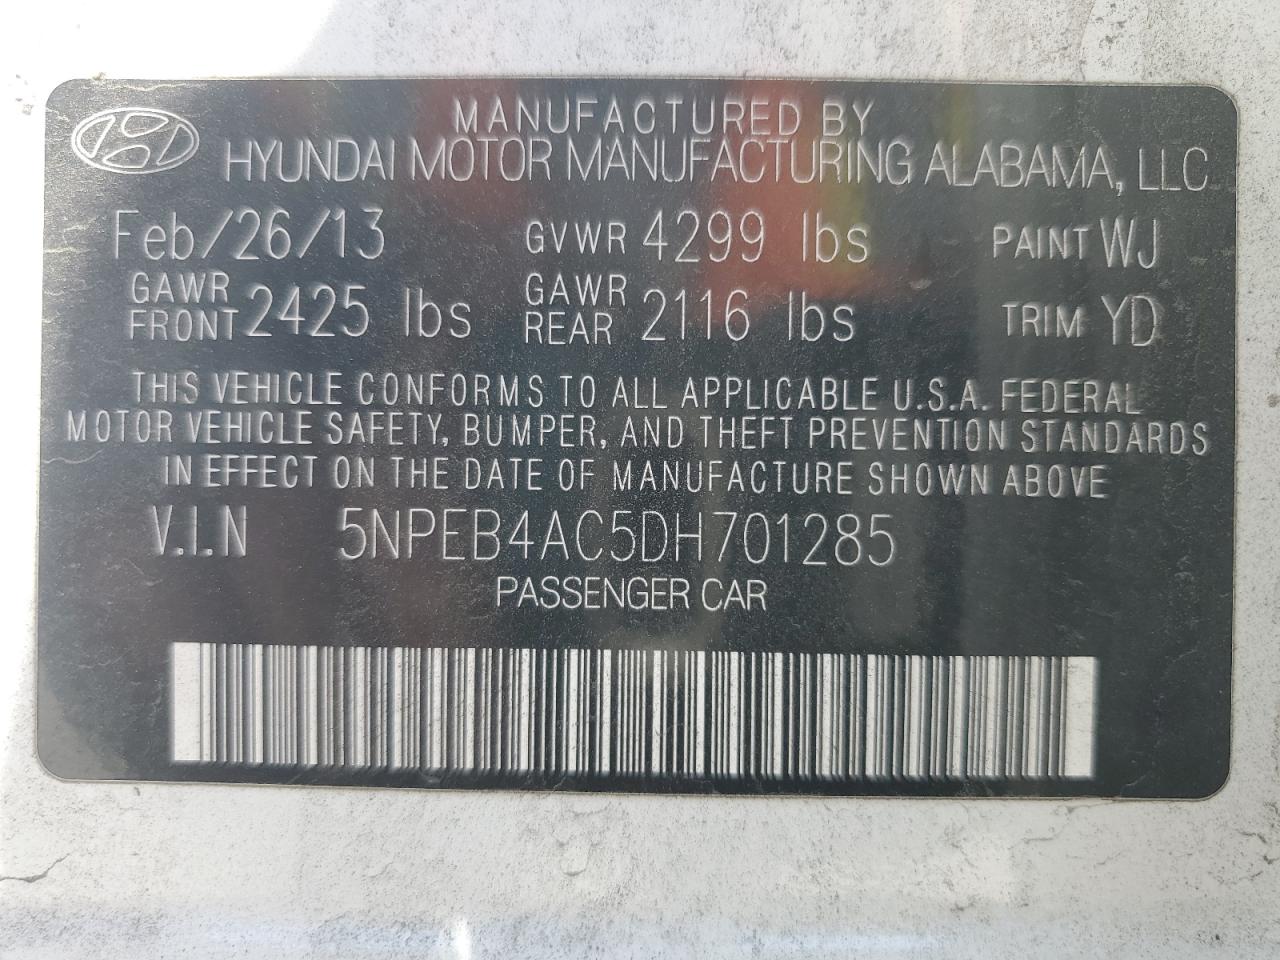 MANUFACTURED BY
HYUNDAI MOTOR MANUFACTURING ALABAMA, LLC
Feb/26/13 GVWR 4299 lbs PAINT WJ
GAWR FRONT 2425 lbs GAWR REAR 2116 lbs TRIM YD
THIS VEHICLE CONFORMS TO ALL APPLICABLE U.S.A. FEDERAL
MOTOR VEHICLE SAFETY, BUMPER, AND THEFT PREVENTION STANDARDS
IN EFFECT ON THE DATE OF MANUFACTURE SHOWN ABOVE
V.I.N 5NPEB4AC5DH701285
PASSENGER CAR